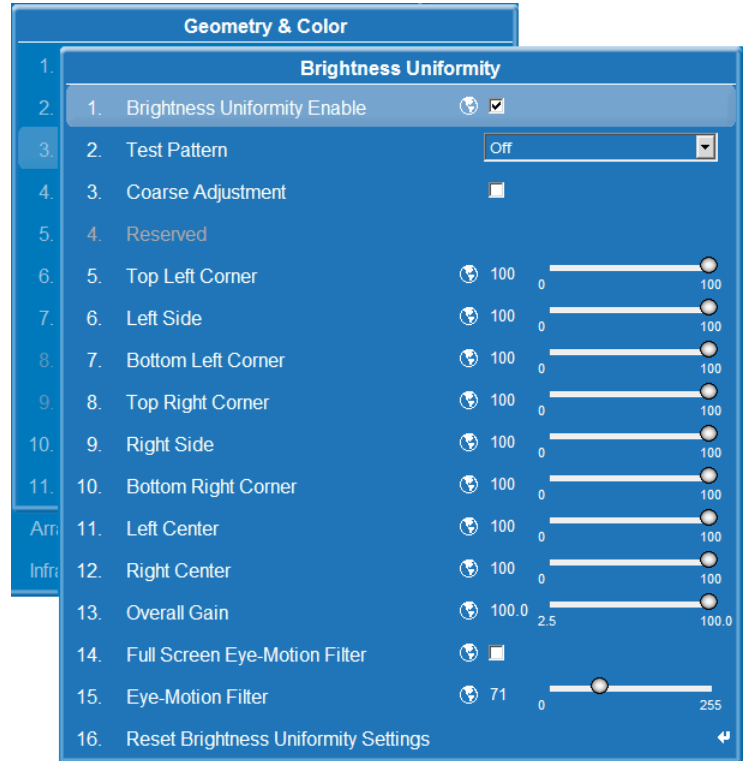 Geometry & Color
1.
2.
3.
4.
5.
6.
7.
8.
9.
10.
11.
Brightness Uniformity
1. Brightness Uniformity Enable
2. Test Pattern Off
3. Coarse Adjustment
4. Reserved
5. Top Left Corner 100 0 100
6. Left Side 100 0 100
7. Bottom Left Corner 100 0 100
8. Top Right Corner 100 0 100
9. Right Side 100 0 100
10. Bottom Right Corner 100 0 100
11. Left Center 100 0 100
12. Right Center 100 0 100
13. Overall Gain 100.0 2.5 100.0
14. Full Screen Eye-Motion Filter
15. Eye-Motion Filter 71 0 255
16. Reset Brightness Uniformity Settings